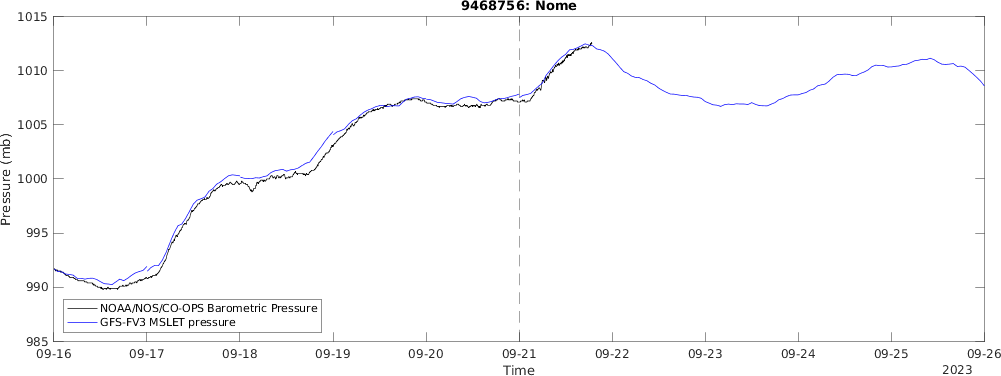 9468756: Nome
Pressure (mb)
1015
1010
1005
1000
995
990
985
NOAA/NOS/CO-OPS Barometric Pressure
GFS-FV3 MSLET pressure
09-16 09-17 09-18 09-19 09-20 09-21 09-22 09-23 09-24 09-25 09-26
Time
2023